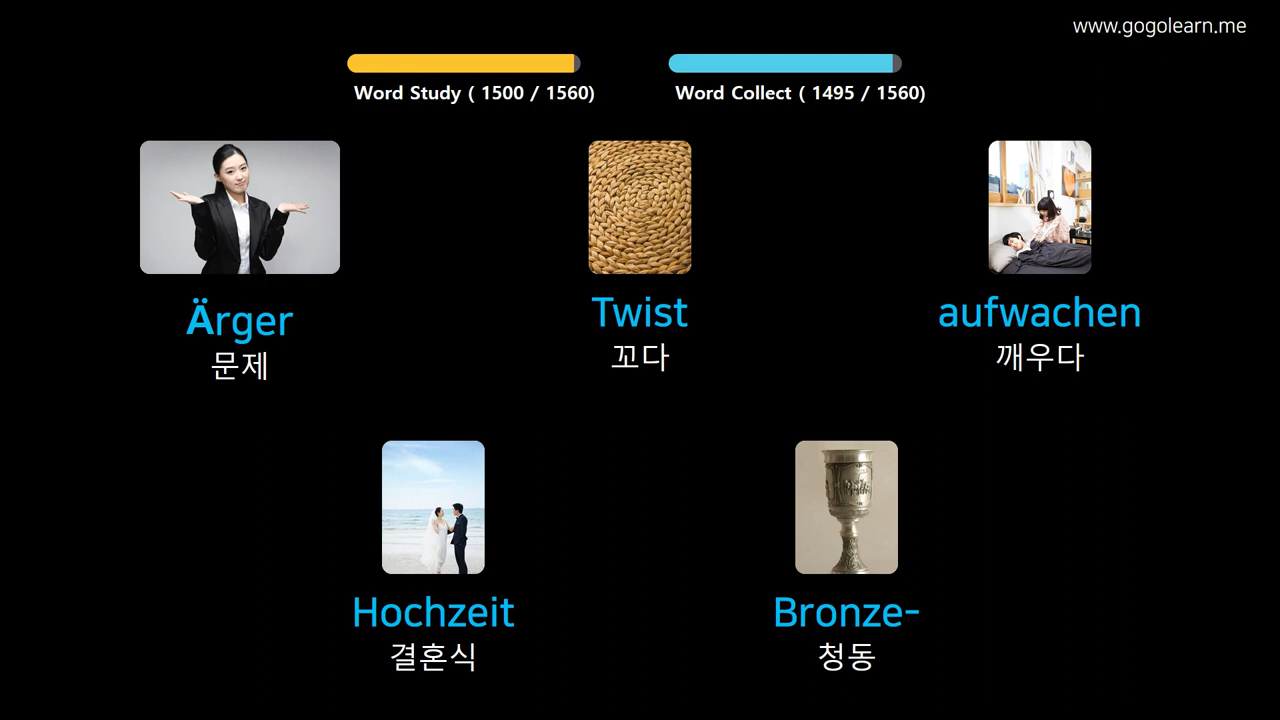 www.gogolearn.me
Word Study ( 1500 / 1560)
Word Collect ( 1495 / 1560)
Ärger
문제
Twist
꼬다
aufwachen
깨우다
Hochzeit
결혼식
Bronze-
청동